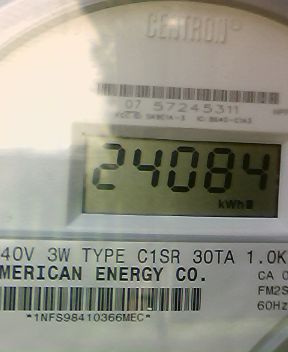 CENTRON®
07 57245311
24084
kWh
40V 3W TYPE C1SR 30TA 1.0K
MERICAN ENERGY CO.
CA 0
FM2S
60Hz
*1NFS98410366MEC*